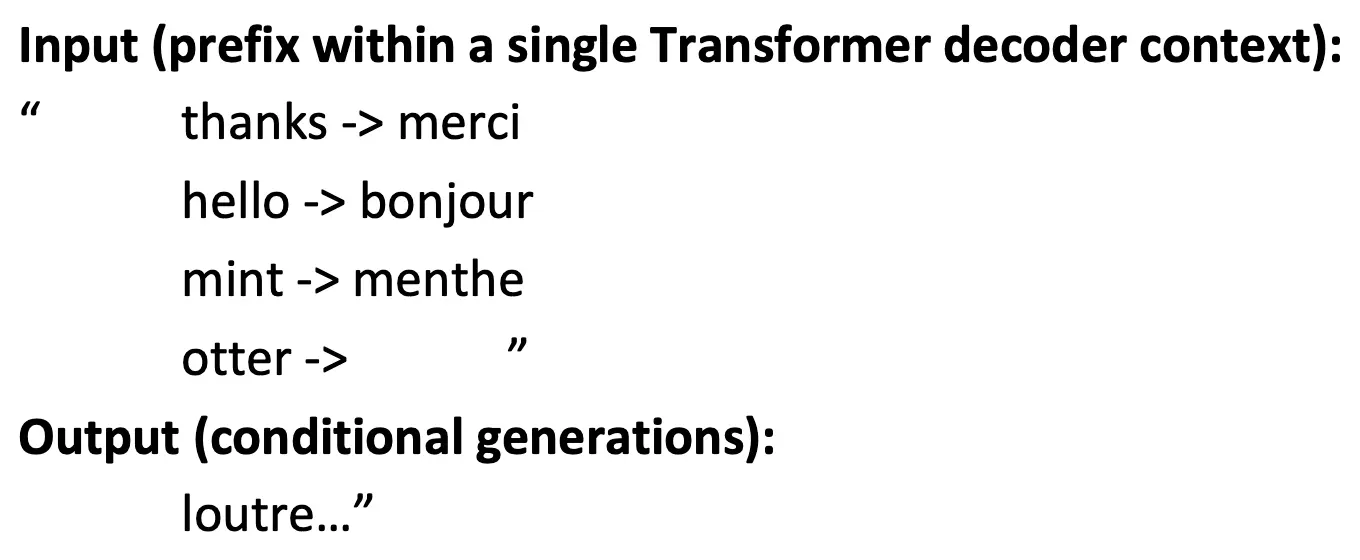 Input (prefix within a single Transformer decoder context):
“ thanks -> merci
hello -> bonjour
mint -> menthe
otter -> ”
Output (conditional generations):
loutre...”